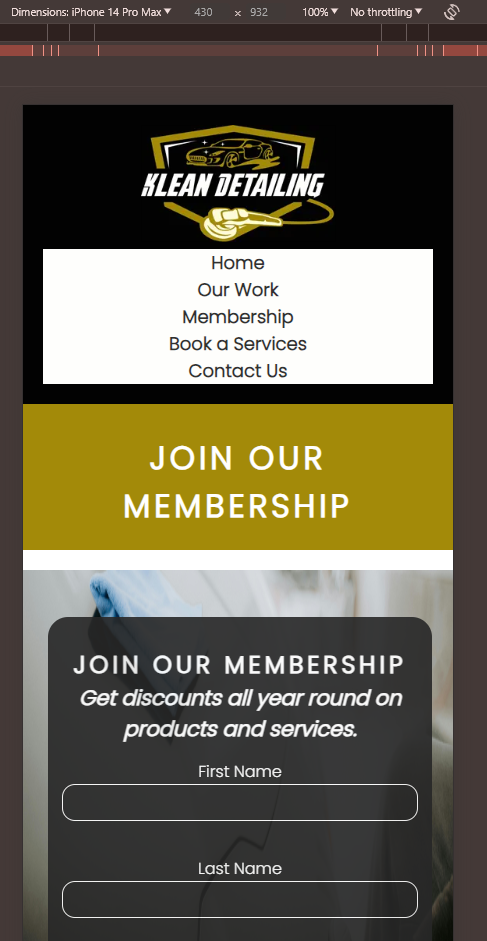 Dimensions: iPhone 14 Pro Max ▼ 430 × 932 100% ▼ No throttling ▼
KLEAN DETAILING
Home
Our Work
Membership
Book a Services
Contact Us
JOIN OUR
MEMBERSHIP
JOIN OUR MEMBERSHIP
Get discounts all year round on
products and services.
First Name
Last Name